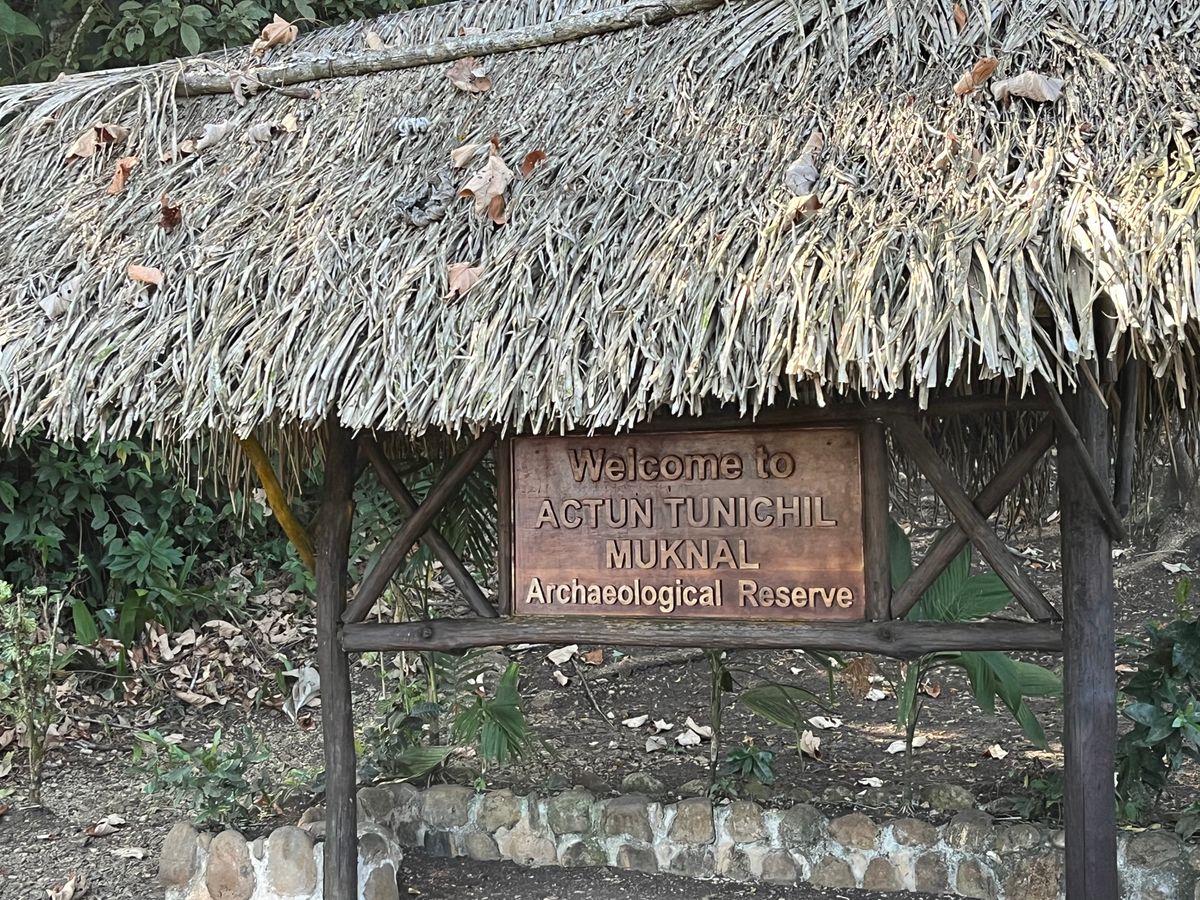 Welcome to
ACTUN TUNICHIL
MUKNAL
Archaeological Reserve